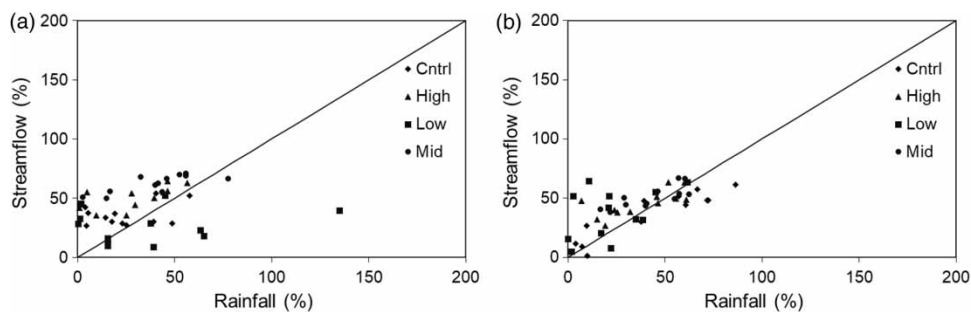 (a)
Streamflow (%)
200
150
100
50
0
0 50 100 150 200
Rainfall (%)
Cntrl
High
Low
Mid
(b)
Streamflow (%)
200
150
100
50
0
0 50 100 150 200
Rainfall (%)
Cntrl
High
Low
Mid